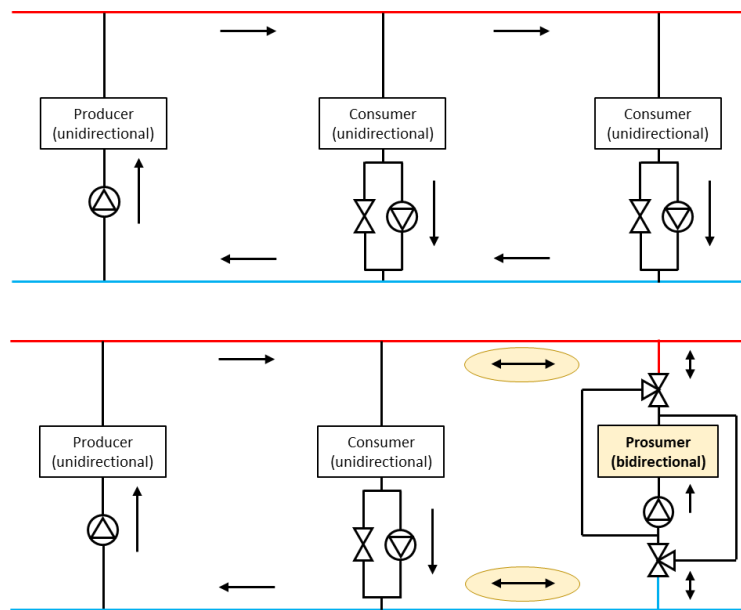 Producer
(unidirectional)
Consumer
(unidirectional)
Consumer
(unidirectional)
Producer
(unidirectional)
Consumer
(unidirectional)
Prosumer
(bidirectional)